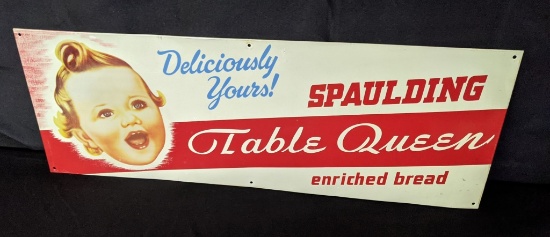 Deliciously
Yours!
SPAULDING
Table Queen
enriched bread